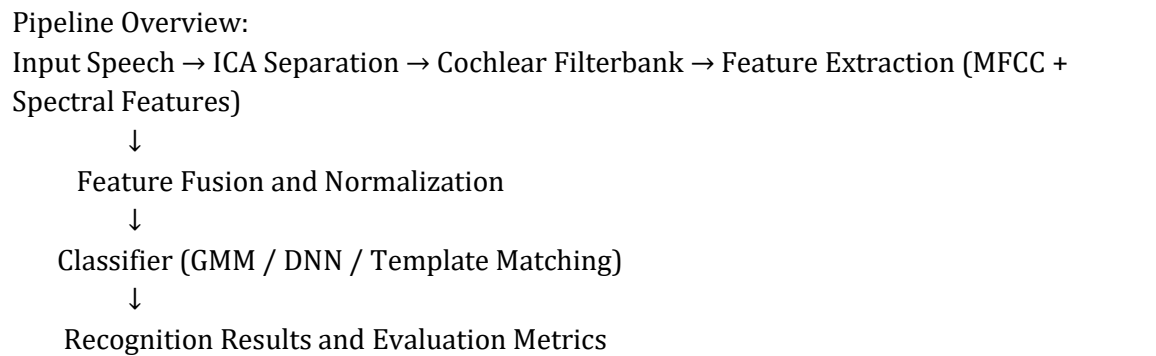 Pipeline Overview:
Input Speech → ICA Separation → Cochlear Filterbank → Feature Extraction (MFCC +
Spectral Features)
↓
Feature Fusion and Normalization
↓
Classifier (GMM / DNN / Template Matching)
↓
Recognition Results and Evaluation Metrics